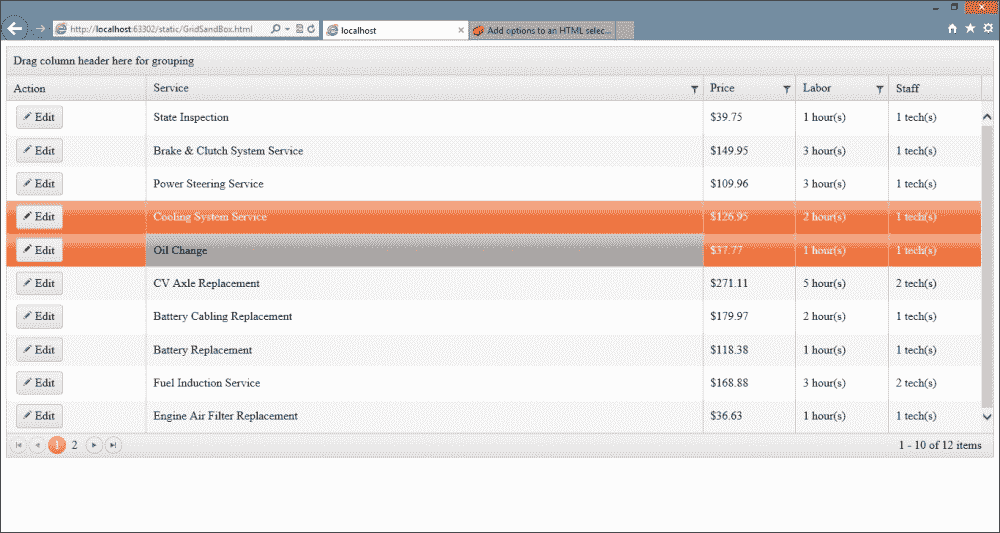 http://localhost:63302/static/GridSandBox.html
localhost
Add options to an HTML selec...
Drag column header here for grouping
Action Service Price Labor Staff
Edit State Inspection $39.75 1 hour(s) 1 tech(s)
Edit Brake & Clutch System Service $149.95 3 hour(s) 1 tech(s)
Edit Power Steering Service $109.96 3 hour(s) 1 tech(s)
Edit Cooling System Service $126.95 2 hour(s) 1 tech(s)
Edit Oil Change $37.77 1 hour(s) 1 tech(s)
Edit CV Axle Replacement $271.11 5 hour(s) 2 tech(s)
Edit Battery Cabling Replacement $179.97 2 hour(s) 1 tech(s)
Edit Battery Replacement $118.38 1 hour(s) 1 tech(s)
Edit Fuel Induction Service $168.88 3 hour(s) 2 tech(s)
Edit Engine Air Filter Replacement $36.63 1 hour(s) 1 tech(s)
1 2 1 - 10 of 12 items